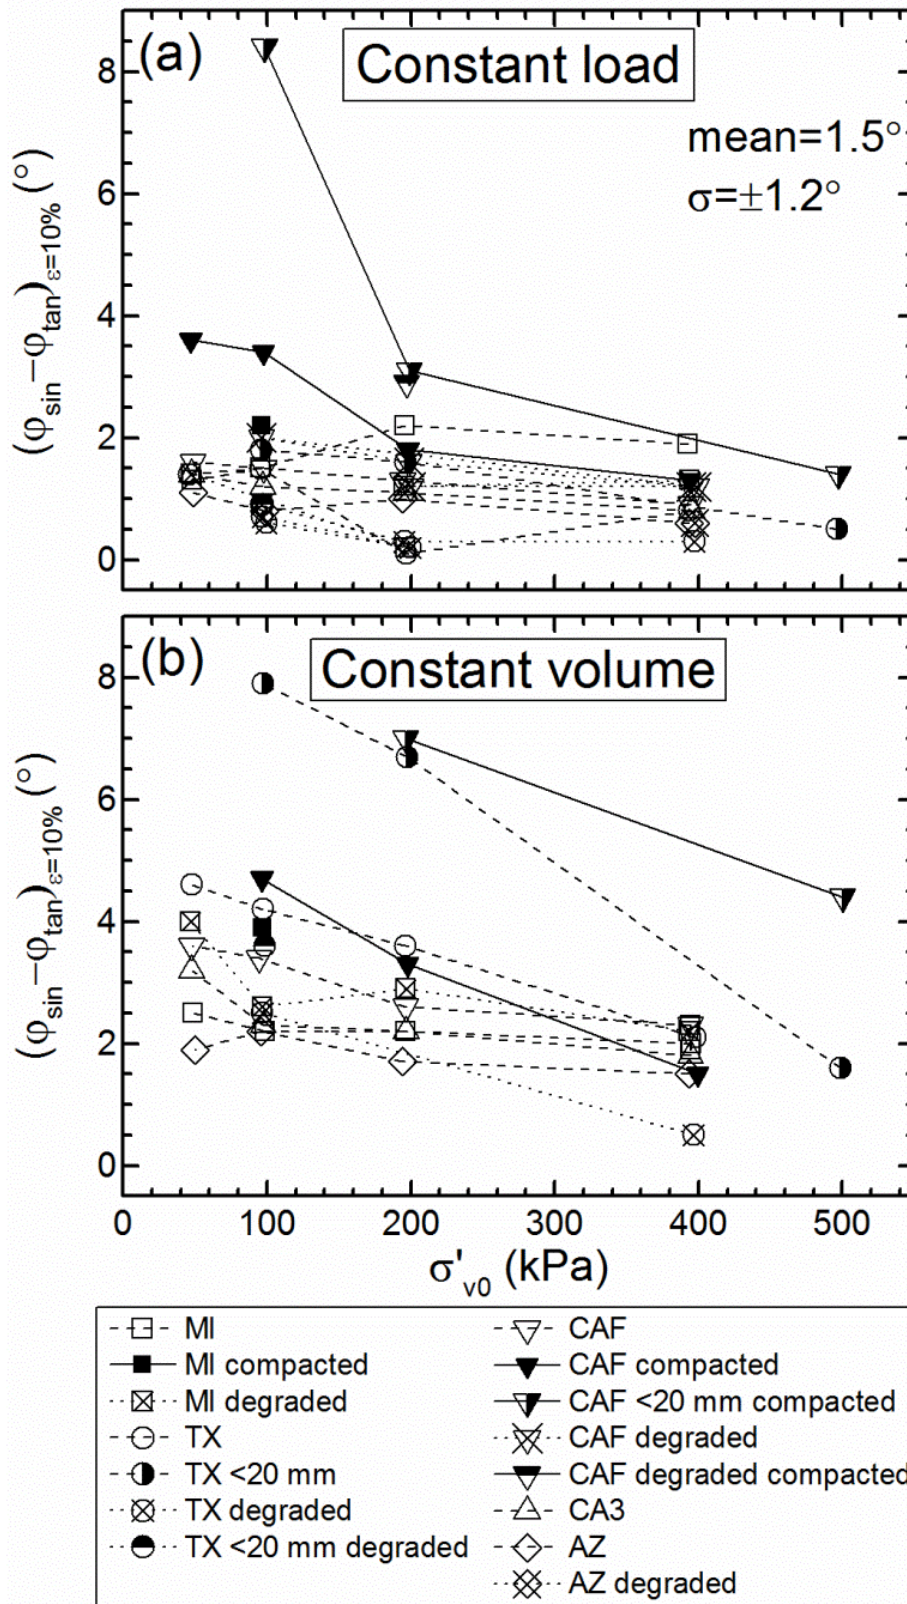 (a)
Constant load
mean=1.5°
σ=±1.2°
(φsin−φtan)ε=10% (°)
8
6
4
2
0
(b)
Constant volume
(φsin−φtan)ε=10% (°)
8
6
4
2
0
0 100 200 300 400 500
σ'v0 (kPa)
MI
MI compacted
MI degraded
TX
TX <20 mm
TX degraded
TX <20 mm degraded
CAF
CAF compacted
CAF <20 mm compacted
CAF degraded
CAF degraded compacted
CA3
AZ
AZ degraded